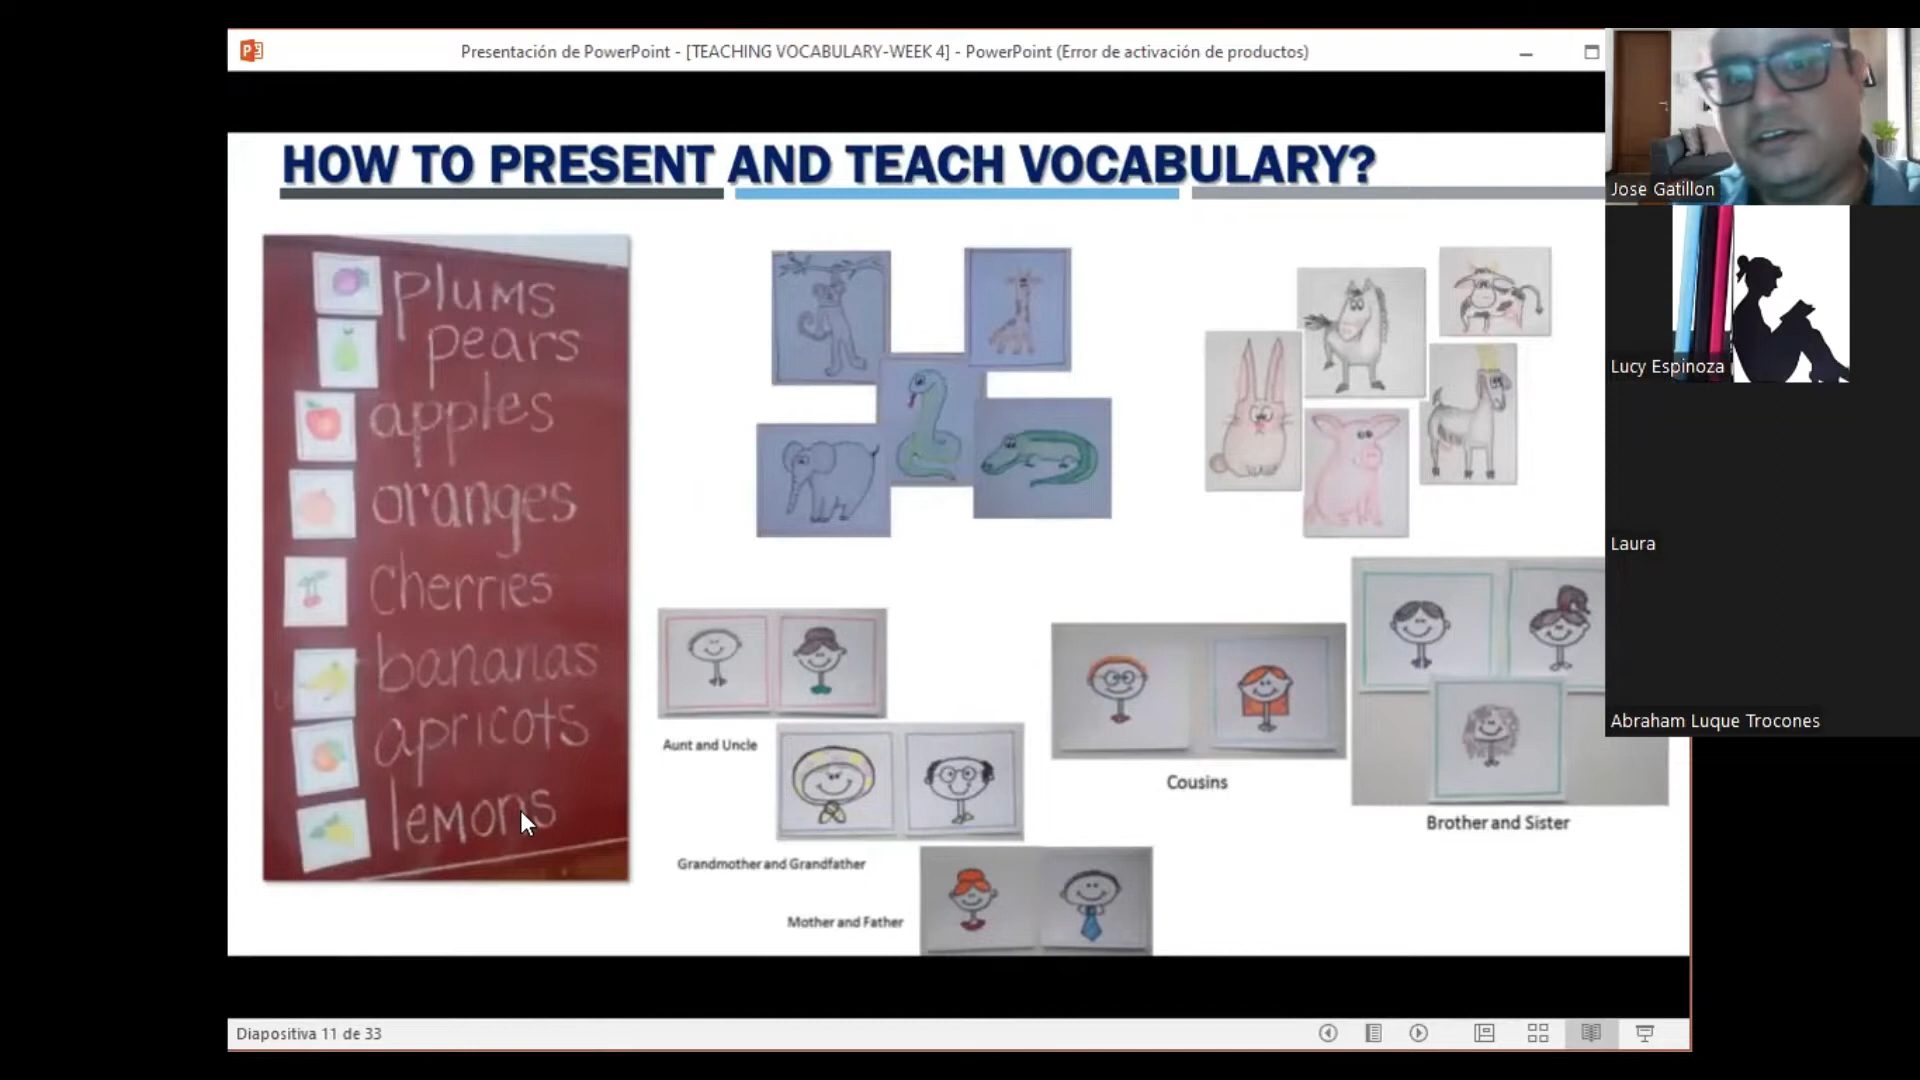 Presentación de PowerPoint - [TEACHING VOCABULARY-WEEK 4] - PowerPoint (Error de activación de productos)
HOW TO PRESENT AND TEACH VOCABULARY?
plums
pears
apples
oranges
cherries
bananas
apricots
lemons
Aunt and Uncle
Grandmother and Grandfather
Mother and Father
Cousins
Brother and Sister
Jose Gatillon
Lucy Espinoza
Laura
Abraham Luque Trocones
Diapositiva 11 de 33